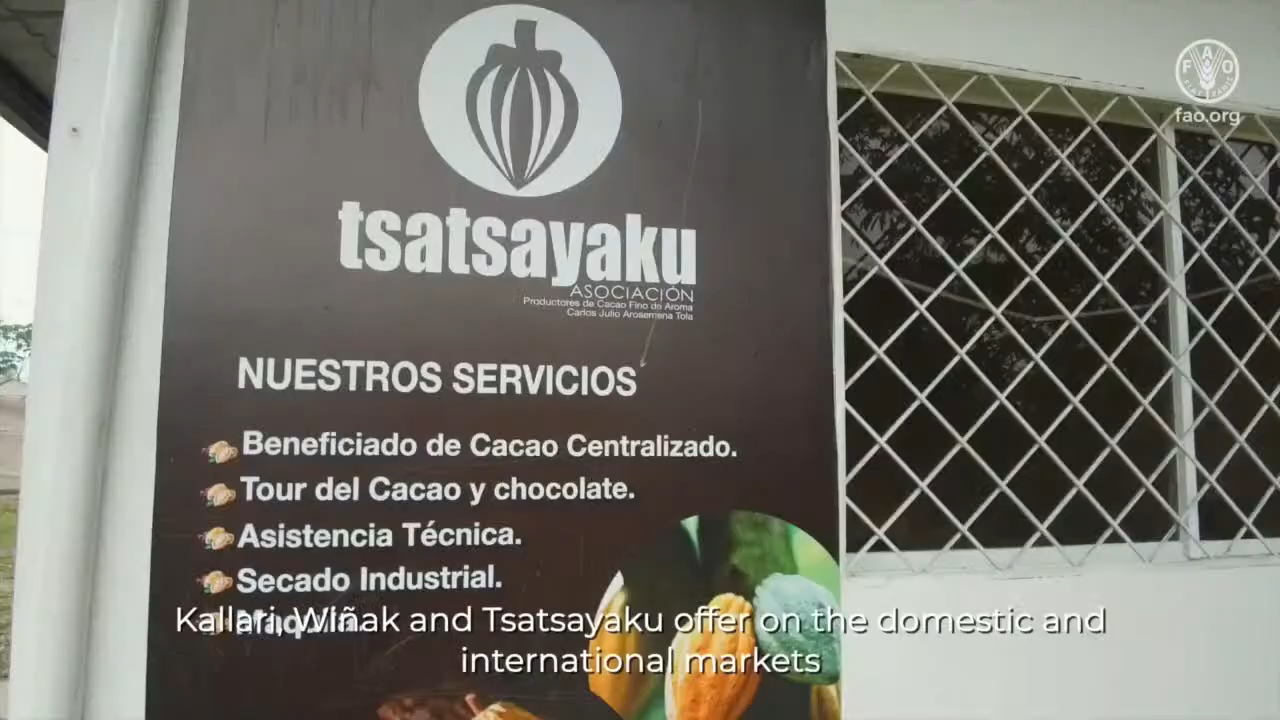 FAO
fao.org
tsatsayaku
ASOCIACIÓN
Productores de Cacao Fino de Aroma
Carlos Julio Arosemena Tola
NUESTROS SERVICIOS
Beneficiado de Cacao Centralizado.
Tour del Cacao y chocolate.
Asistencia Técnica.
Secado Industrial.
Maquila.
Kallari, Wiñak and Tsatsayaku offer on the domestic and
international markets